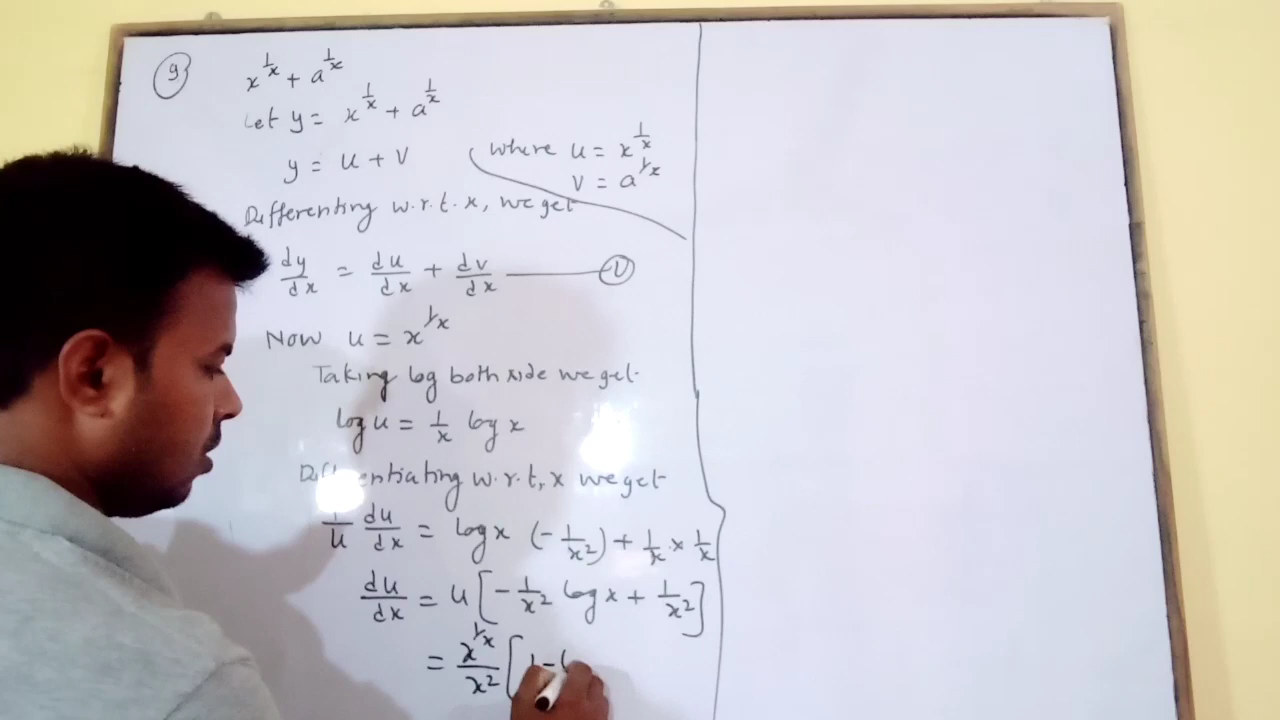 9 x^{1/x} + a^{1/x}
Let y = x^{1/x} + a^{1/x}
y = u + v where u = x^{1/x}
v = a^{1/x}
Differenting w.r.t. x, we get
dy/dx = du/dx + dv/dx —
Now u = x^{1/x}
Taking log both side we get
log u = 1/x log x
Differentiating w.r.t, x we get
1/u du/dx = log x (-1/x²) + 1/x × 1/x
du/dx = u [-1/x² log x + 1/x²]
= x^{1/x}/x² [1 -